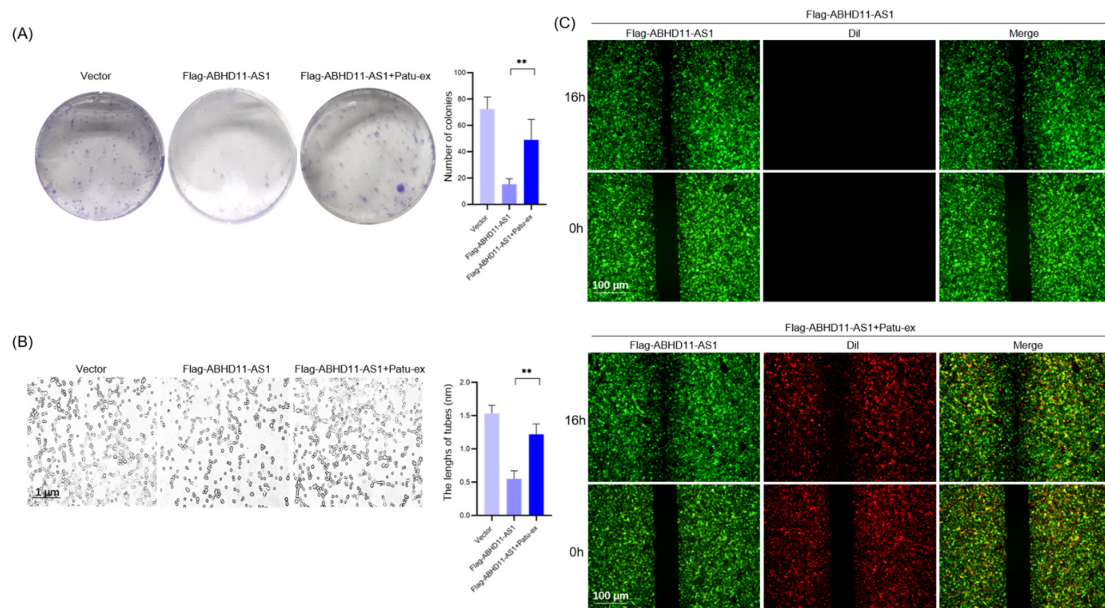 (A)
Vector
Flag-ABHD11-AS1
Flag-ABHD11-AS1+Patu-ex
**
100
80
60
40
20
0
Number of colonies
Vector
Flag-ABHD11-AS1
Flag-ABHD11-AS1+Patu-ex
(B)
Vector
Flag-ABHD11-AS1
Flag-ABHD11-AS1+Patu-ex
1 μm
**
2.0
1.5
1.0
0.5
0.0
The lenghs of tubes (nm)
Vector
Flag-ABHD11-AS1
Flag-ABHD11-AS1+Patu-ex
(C)
Flag-ABHD11-AS1
Flag-ABHD11-AS1
Dil
Merge
16h
0h
100 μm
Flag-ABHD11-AS1+Patu-ex
Flag-ABHD11-AS1
Dil
Merge
16h
0h
100 μm